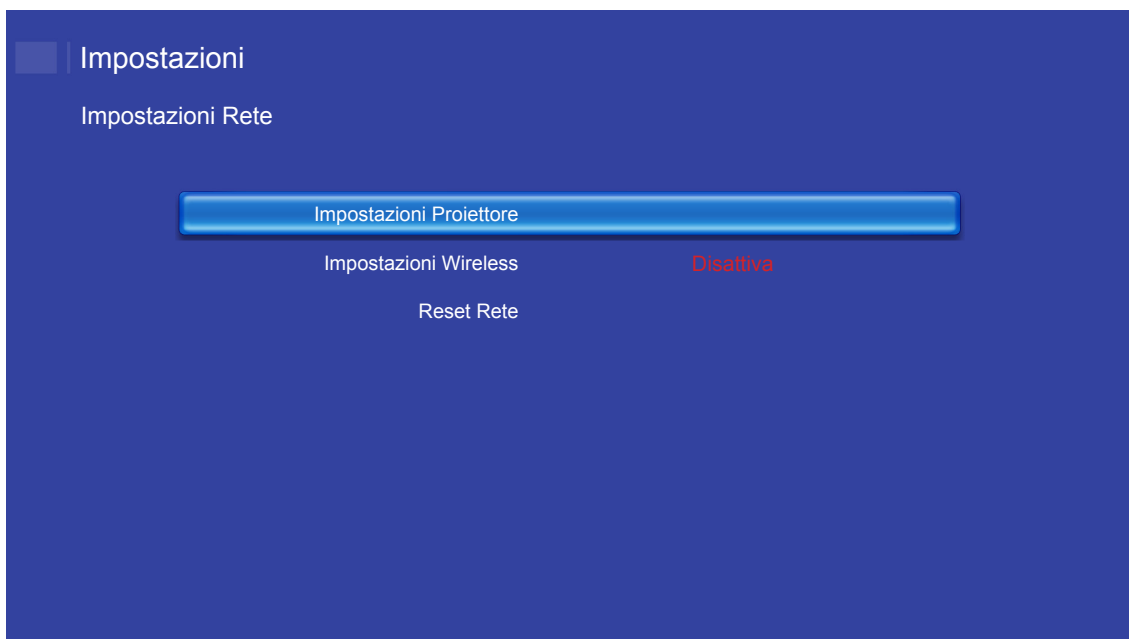 Impostazioni
Impostazioni Rete
Impostazioni Proiettore
Impostazioni Wireless Disattiva
Reset Rete